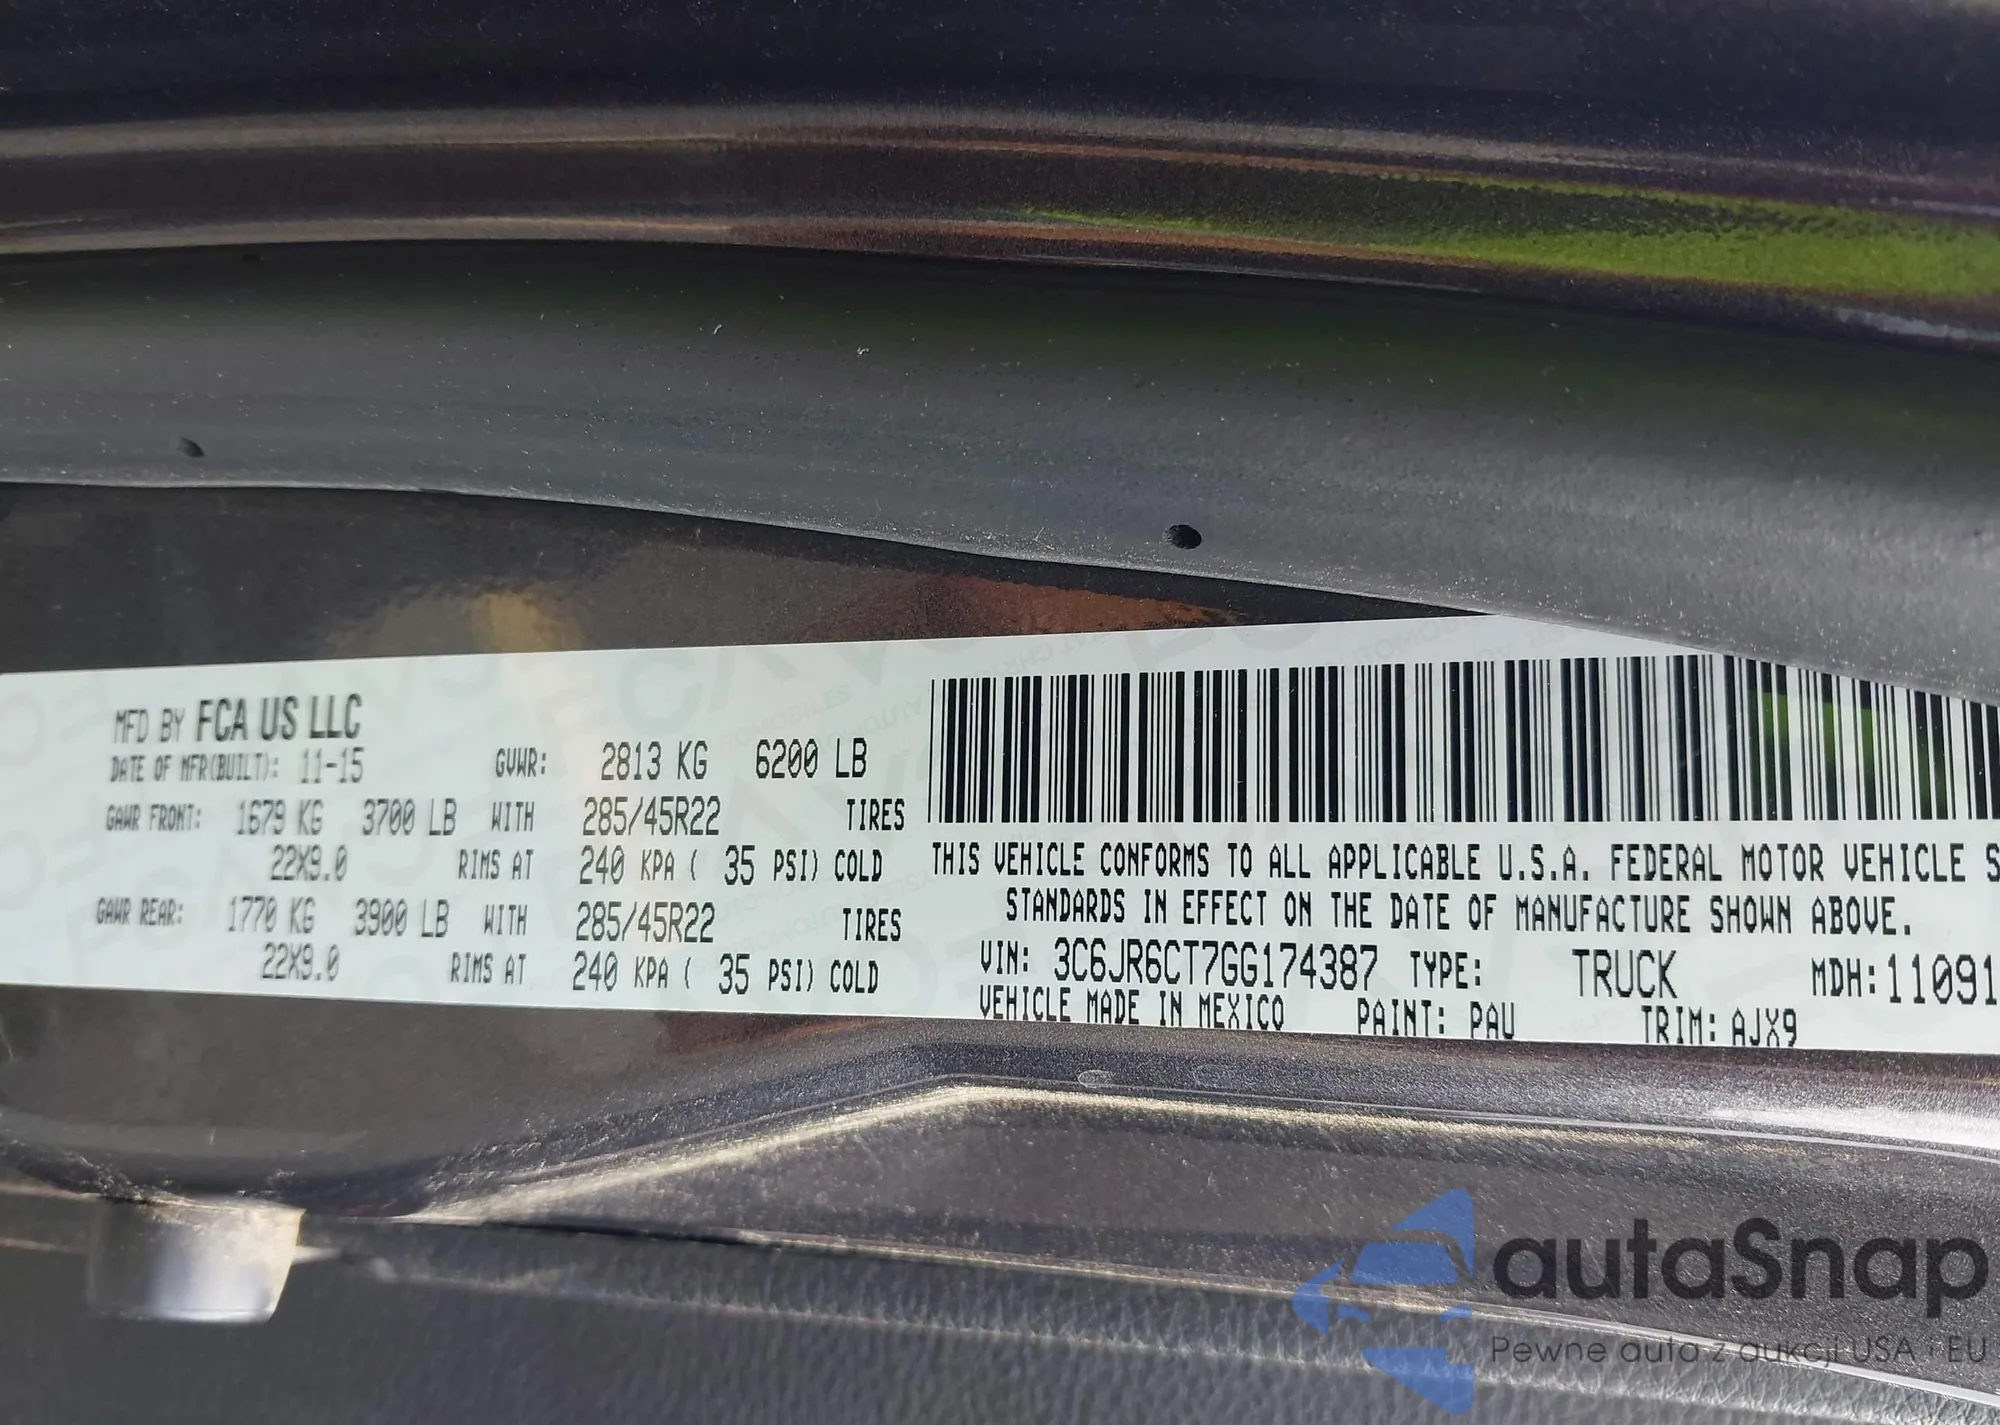 MFD BY FCA US LLC
DATE OF MFR(BUILT): 11-15 GVWR: 2813 KG 6200 LB
GAWR FRONT: 1679 KG 3700 LB WITH 285/45R22 TIRES
22X9.0 RIMS AT 240 KPA ( 35 PSI) COLD
GAWR REAR: 1770 KG 3900 LB WITH 285/45R22 TIRES
22X9.0 RIMS AT 240 KPA ( 35 PSI) COLD
THIS VEHICLE CONFORMS TO ALL APPLICABLE U.S.A. FEDERAL MOTOR VEHICLE S
STANDARDS IN EFFECT ON THE DATE OF MANUFACTURE SHOWN ABOVE.
VIN: 3C6JR6CT7GG174387 TYPE: TRUCK MDH: 11091
VEHICLE MADE IN MEXICO PAINT: PAU TRIM: AJX9
autaSnap
Pewne auta z aukcji USA i EU